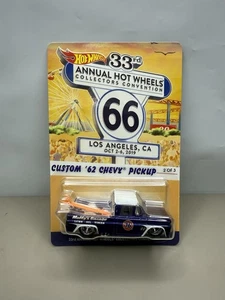 Hot Wheels 33rd
ANNUAL HOT WHEELS
COLLECTORS CONVENTION
66
LOS ANGELES, CA
OCT 2-6, 2019
CUSTOM '62 CHEVY PICKUP
2 OF 3